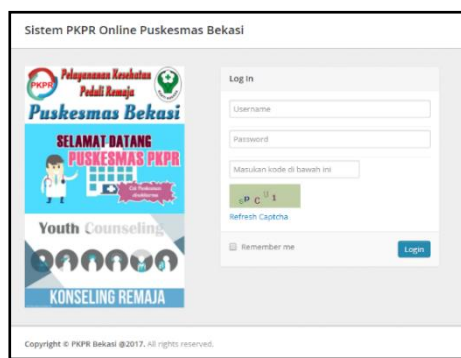 Sistem PKPR Online Puskesmas Bekasi
PKPR
Pelayanan Kesehatan
Peduli Remaja
Puskesmas Bekasi
SELAMAT DATANG
PUSKESMAS PKPR
Youth Counseling
KONSELING REMAJA
Log In
Username
Password
Masukan kode di bawah ini
Refresh Captcha
Remember me
Login
Copyright © PKPR Bekasi @2017. All rights reserved.